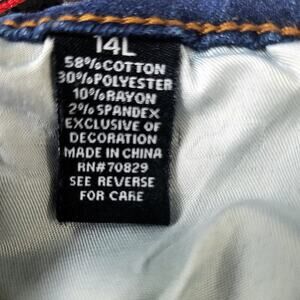 14L
58% COTTON
30% POLYESTER
10% RAYON
2% SPANDEX
EXCLUSIVE OF
DECORATION
MADE IN CHINA
RN#70829
SEE REVERSE
FOR CARE